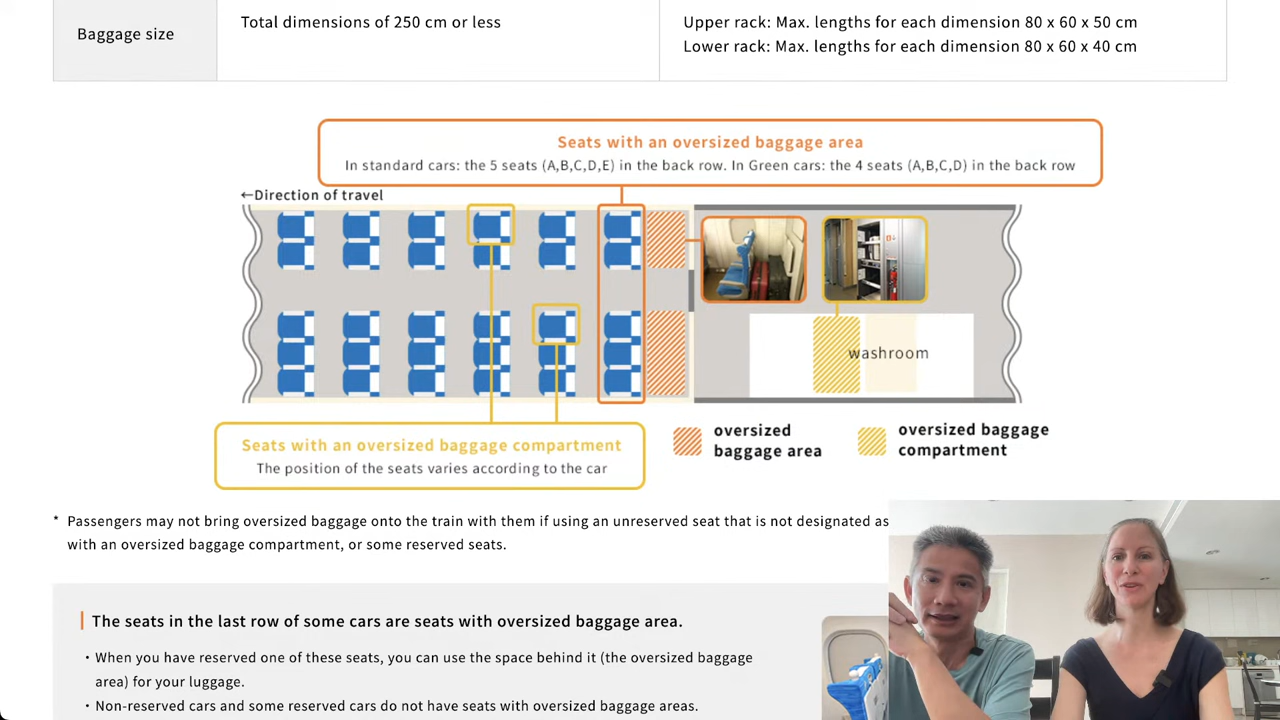 Baggage size
Total dimensions of 250 cm or less
Upper rack: Max. lengths for each dimension 80 x 60 x 50 cm
Lower rack: Max. lengths for each dimension 80 x 60 x 40 cm
Seats with an oversized baggage area
In standard cars: the 5 seats (A,B,C,D,E) in the back row. In Green cars: the 4 seats (A,B,C,D) in the back row
←Direction of travel
washroom
Seats with an oversized baggage compartment
The position of the seats varies according to the car
oversized
baggage area
oversized baggage
compartment
* Passengers may not bring oversized baggage onto the train with them if using an unreserved seat that is not designated as
with an oversized baggage compartment, or some reserved seats.
The seats in the last row of some cars are seats with oversized baggage area.
・When you have reserved one of these seats, you can use the space behind it (the oversized baggage
area) for your luggage.
・Non-reserved cars and some reserved cars do not have seats with oversized baggage areas.